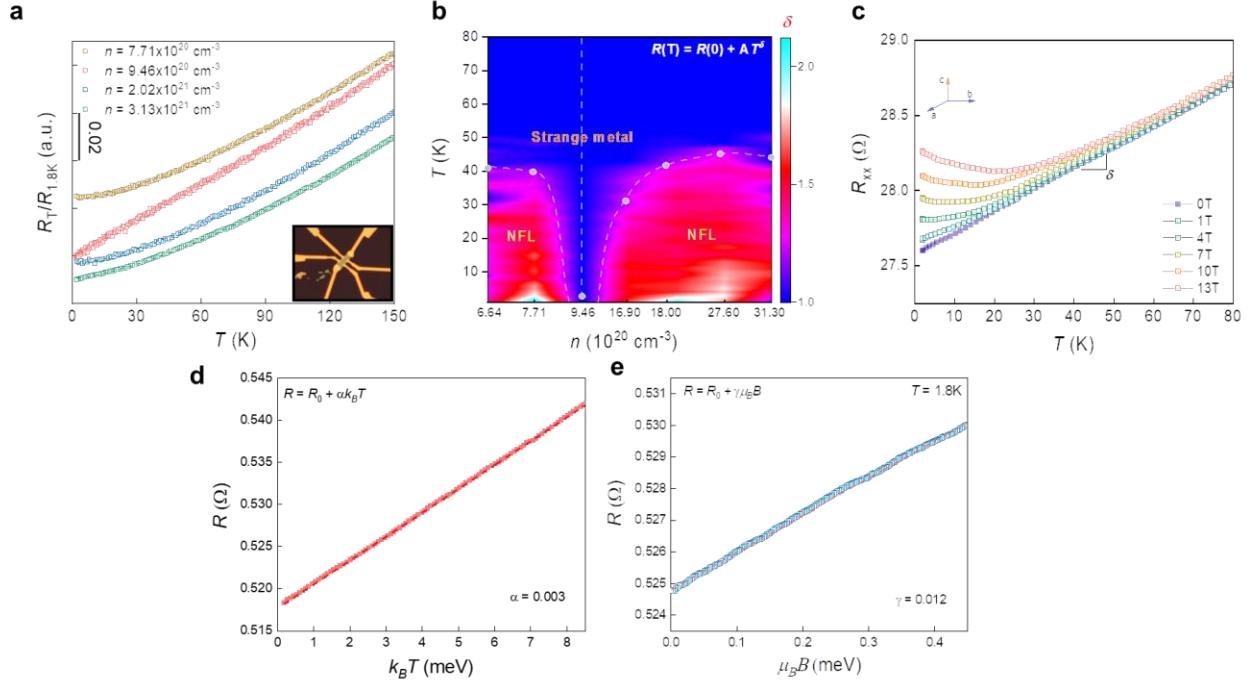 a
n = 7.71x10²⁰ cm⁻³
n = 9.46x10²⁰ cm⁻³
n = 2.02x10²¹ cm⁻³
n = 3.13x10²¹ cm⁻³
0.02
R_T/R_1.8K (a.u.)
0 30 60 90 120 150
T (K)
b
R(T) = R(0) + A T^δ
Strange metal
NFL
NFL
T (K)
80
70
60
50
40
30
20
10
6.64 7.71 9.46 16.90 18.00 27.60 31.30
n (10²⁰ cm⁻³)
δ
2.0
1.5
1.0
c
29.0
28.5
28.0
27.5
R_xx (Ω)
c
b
a
δ
0T
1T
4T
7T
10T
13T
0 10 20 30 40 50 60 70 80
T (K)
d
R = R₀ + αk_BT
0.545
0.540
0.535
0.530
0.525
0.520
0.515
R (Ω)
α = 0.003
0 1 2 3 4 5 6 7 8
k_BT (meV)
e
R = R₀ + γμ_BB
T = 1.8K
0.531
0.530
0.529
0.528
0.527
0.526
0.525
0.524
R (Ω)
γ = 0.012
0.0 0.1 0.2 0.3 0.4
μ_BB (meV)